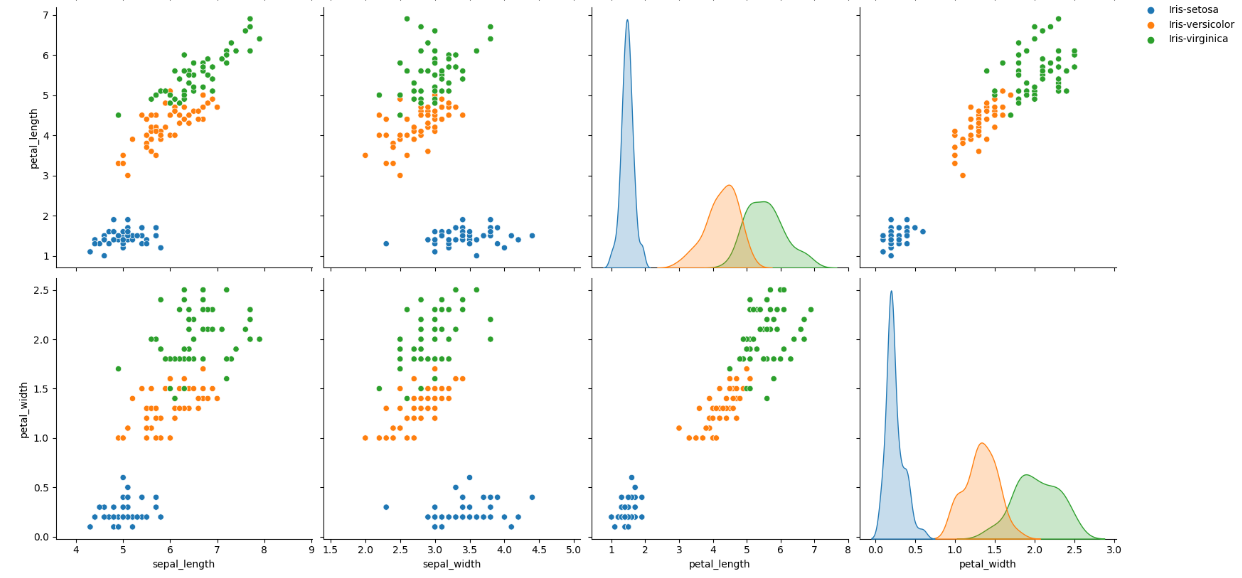 Iris-setosa
Iris-versicolor
Iris-virginica
7
6
5
4
3
2
1
petal_length
2.5
2.0
1.5
1.0
0.5
0.0
petal_width
4 5 6 7 8 9
1.5 2.0 2.5 3.0 3.5 4.0 4.5 5.0
1 2 3 4 5 6 7 8
0.0 0.5 1.0 1.5 2.0 2.5 3.0
sepal_length
sepal_width
petal_length
petal_width